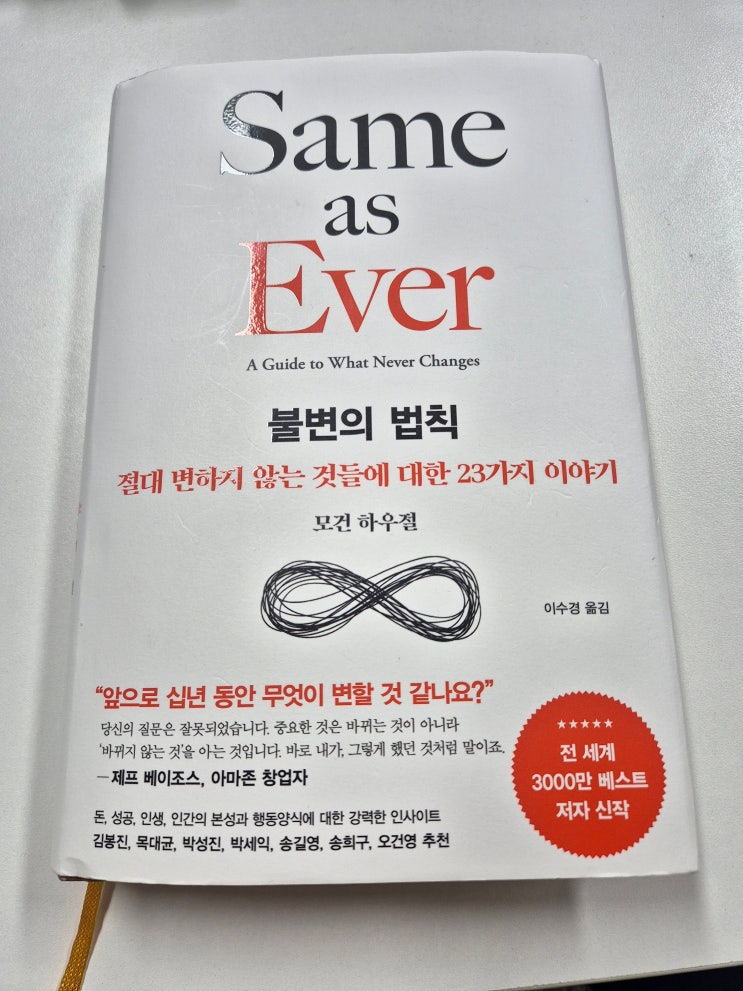 Same
as
Ever
A Guide to What Never Changes
불변의 법칙
절대 변하지 않는 것들에 대한 23가지 이야기
모건 하우절
이수경 옮김
“앞으로 십년 동안 무엇이 변할 것 같나요?”
당신의 질문은 잘못되었습니다. 중요한 것은 바뀌는 것이 아니라
‘바뀌지 않는 것’을 아는 것입니다. 바로 내가, 그렇게 했던 것처럼 말이죠.
—제프 베이조스, 아마존 창업자
돈, 성공, 인생, 인간의 본성과 행동양식에 대한 강력한 인사이트
김봉진, 목대균, 박성진, 박세익, 송길영, 송희구, 오건영 추천
★★★★★
전 세계
3000만 베스트
저자 신작